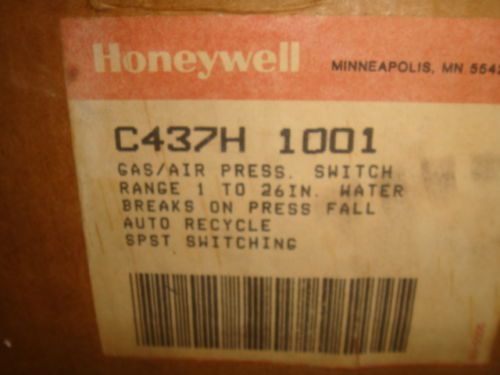 Honeywell MINNEAPOLIS, MN 5542
C437H 1001
GAS/AIR PRESS. SWITCH
RANGE 1 TO 26IN. WATER
BREAKS ON PRESS FALL
AUTO RECYCLE
SPST SWITCHING